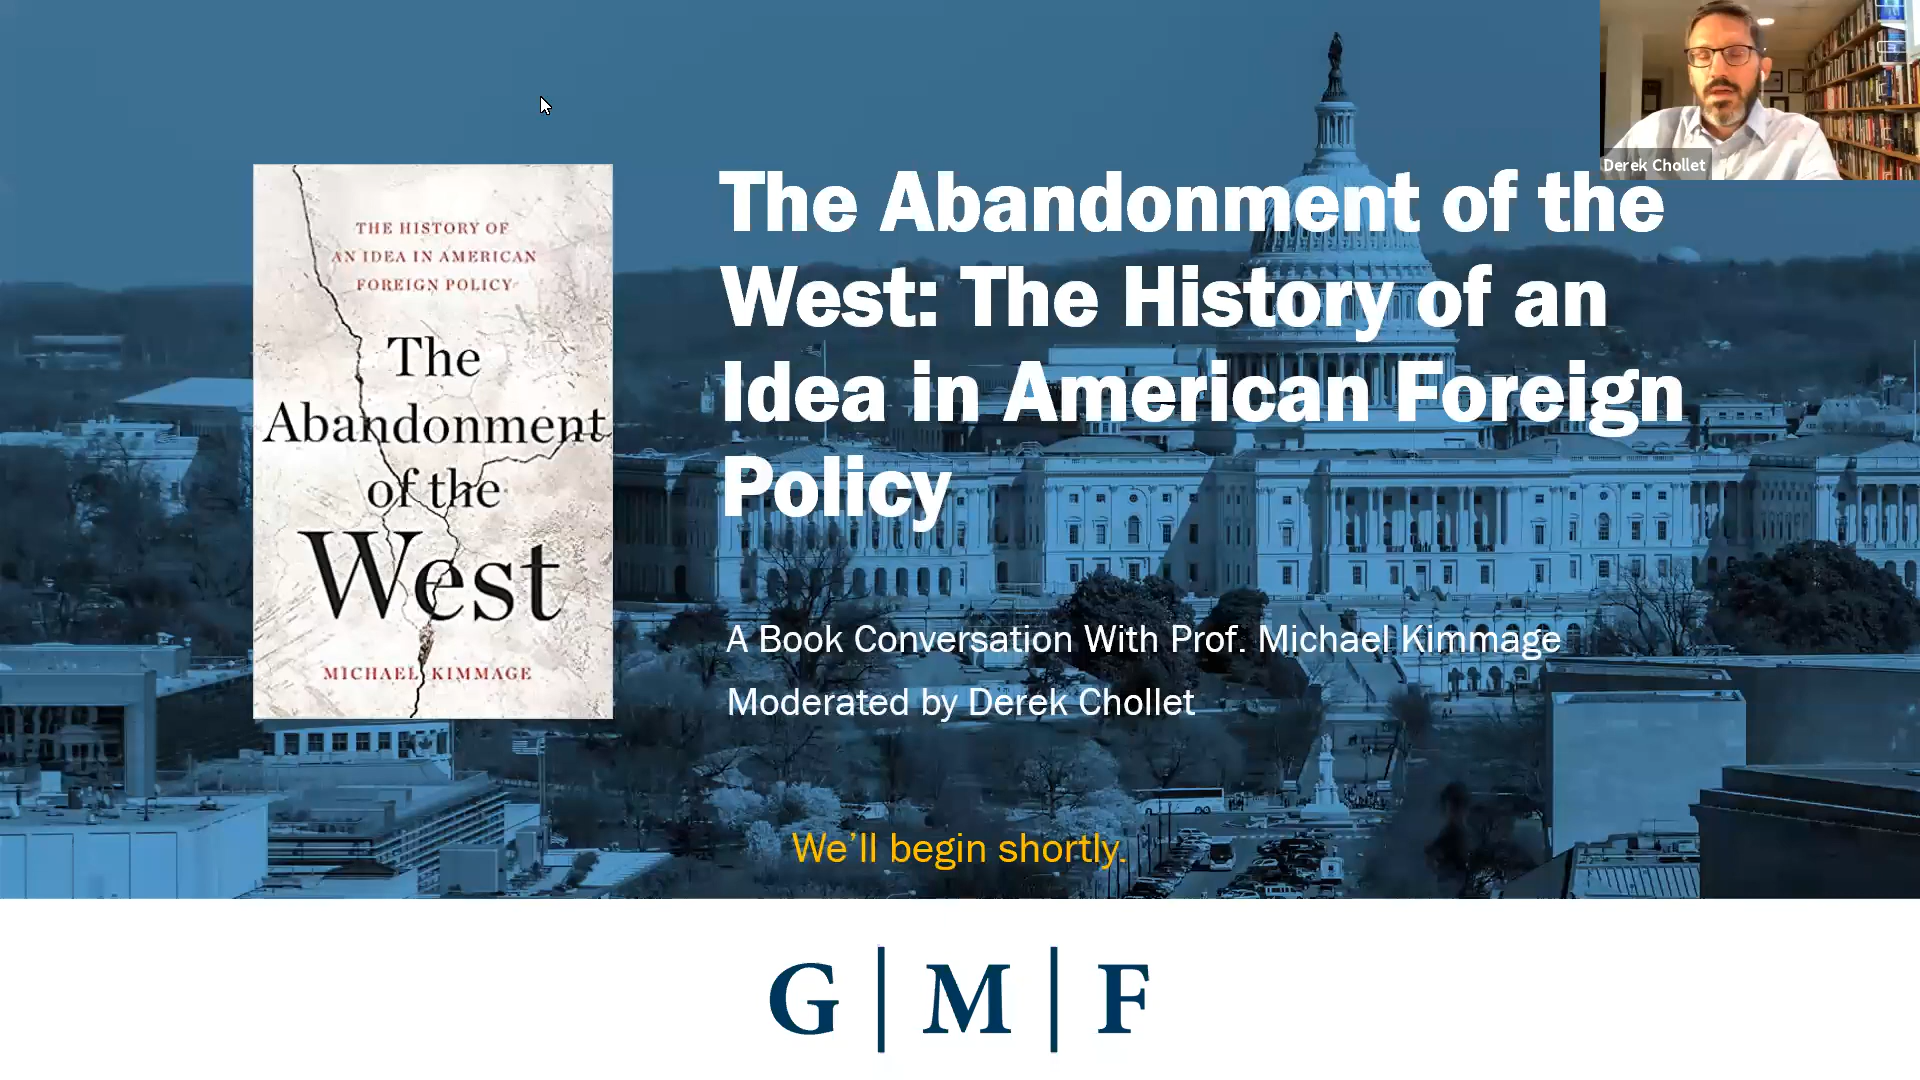 Derek Chollet
THE HISTORY OF
AN IDEA IN AMERICAN
FOREIGN POLICY
The
Abandonment
of the
West
MICHAEL KIMMAGE
The Abandonment of the
West: The History of an
Idea in American Foreign
Policy
A Book Conversation With Prof. Michael Kimmage
Moderated by Derek Chollet
We’ll begin shortly.
G|M|F